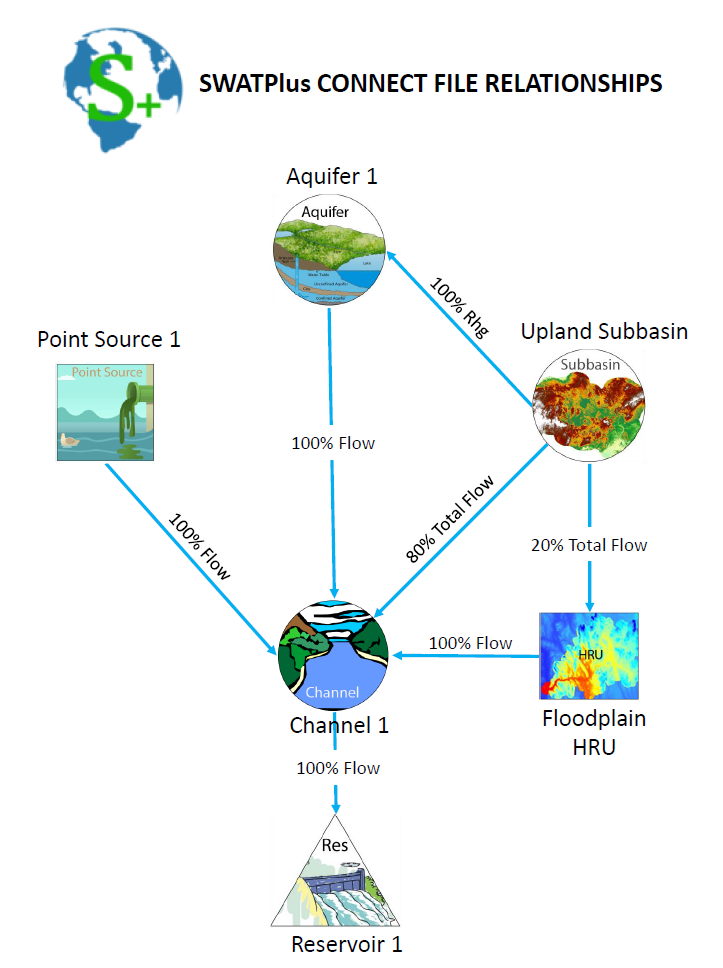 S+
SWATPlus CONNECT FILE RELATIONSHIPS
Aquifer 1
Aquifer
100% Rhg
Point Source 1
Point Source
Upland Subbasin
Subbasin
100% Flow
80% Total Flow
100% Flow
20% Total Flow
100% Flow
HRU
Channel
Floodplain
HRU
Channel 1
100% Flow
Res
Reservoir 1